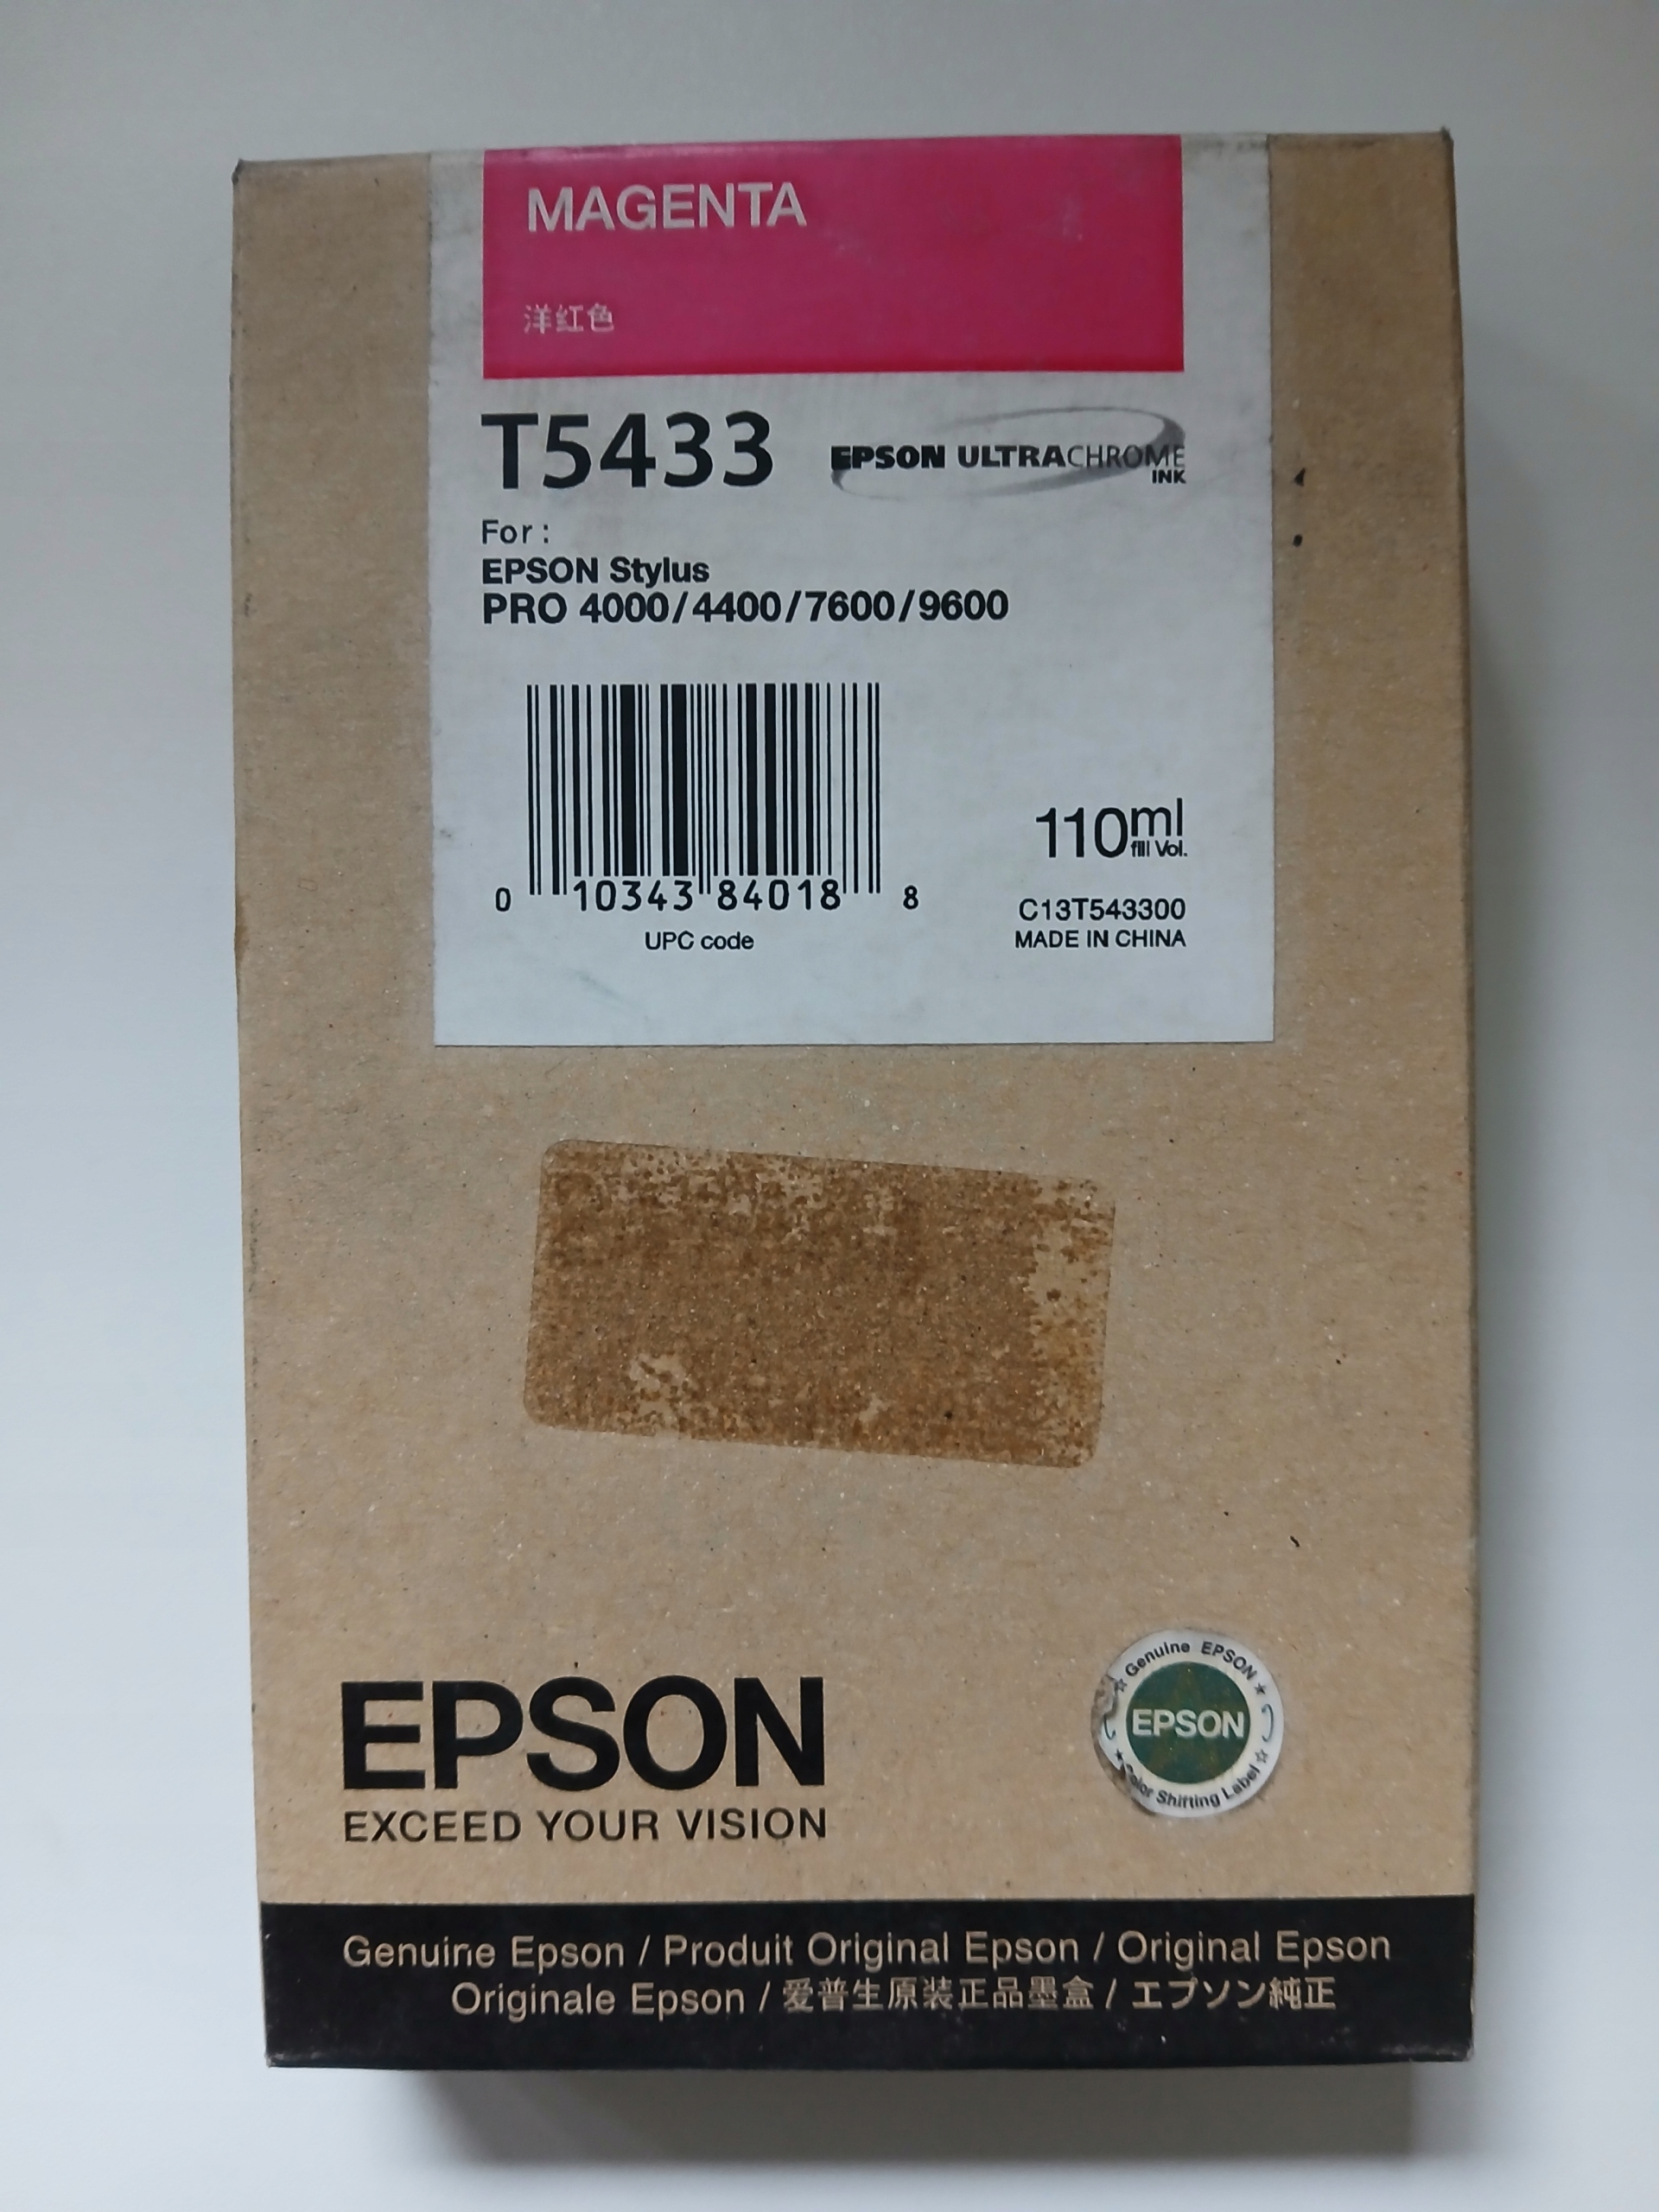 MAGENTA
洋红色
T5433
EPSON ULTRACHROME
INK
For :
EPSON Stylus
PRO 4000/4400/7600/9600
0 10343 84018 8
UPC code
110ml
fill Vol.
C13T543300
MADE IN CHINA
EPSON
EXCEED YOUR VISION
Genuine EPSON
EPSON
Color Shifting Label
Genuine Epson / Produit Original Epson / Original Epson
Originale Epson / 爱普生原装正品墨盒 / エプソン純正